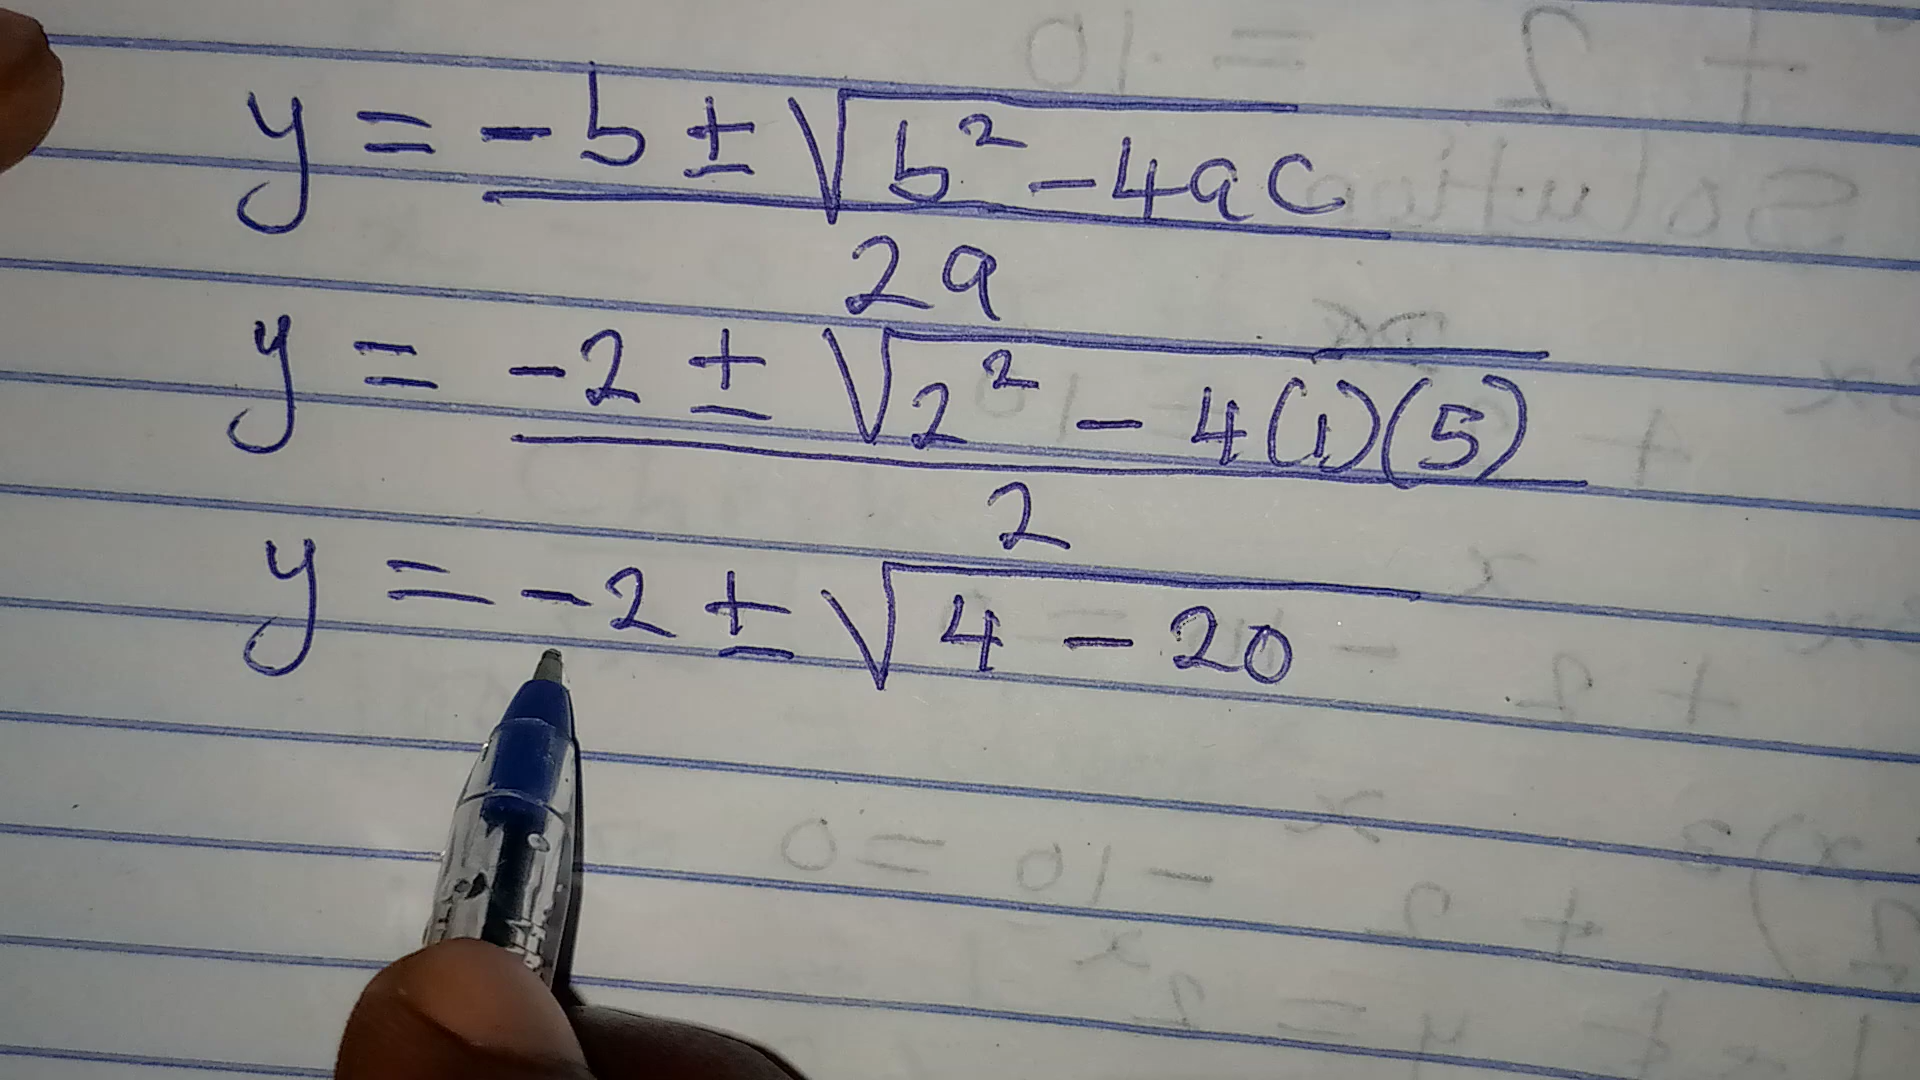 y = -b ± √b² - 4ac
2a
y = -2 ± √2² - 4(1)(5)
2
y = -2 ± √4 - 20